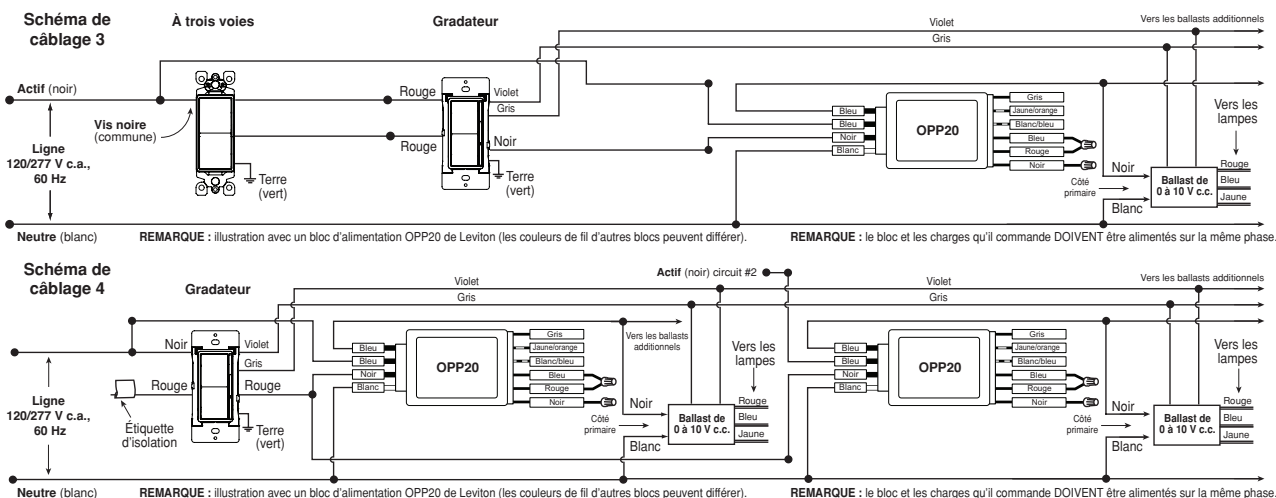 Schéma de
câblage 3
À trois voies
Gradateur
Violet
Gris
Vers les ballasts additionnels
Actif (noir)
Rouge
Violet
Gris
Vis noire
(commune)
Rouge
Noir
Ligne
120/277 V c.a.,
60 Hz
Terre
(vert)
Terre
(vert)
Bleu
Bleu
Noir
Blanc
OPP20
Gris
Jaune/orange
Blanc/bleu
Bleu
Rouge
Noir
Vers les
lampes
Noir
Côté
primaire
Blanc
Ballast de
0 à 10 V c.c.
Rouge
Bleu
Jaune
Neutre (blanc)
REMARQUE : illustration avec un bloc d'alimentation OPP20 de Leviton (les couleurs de fil d'autres blocs peuvent différer).
REMARQUE : le bloc et les charges qu'il commande DOIVENT être alimentés sur la même phase.
Schéma de
câblage 4
Gradateur
Violet
Gris
Actif (noir) circuit #2
Violet
Gris
Vers les ballasts additionnels
Noir
Violet
Gris
Rouge
Rouge
Étiquette
d'isolation
Ligne
120/277 V c.a.,
60 Hz
Terre
(vert)
Bleu
Bleu
Noir
Blanc
OPP20
Gris
Jaune/orange
Blanc/bleu
Bleu
Rouge
Noir
Vers les ballasts
additionnels
Vers les
lampes
Noir
Côté
primaire
Blanc
Ballast de
0 à 10 V c.c.
Rouge
Bleu
Jaune
Bleu
Bleu
Noir
Blanc
OPP20
Gris
Jaune/orange
Blanc/bleu
Bleu
Rouge
Noir
Vers les
lampes
Noir
Côté
primaire
Blanc
Ballast de
0 à 10 V c.c.
Rouge
Bleu
Jaune
Neutre (blanc)
REMARQUE : illustration avec un bloc d'alimentation OPP20 de Leviton (les couleurs de fil d'autres blocs peuvent différer).
REMARQUE : le bloc et les charges qu'il commande DOIVENT être alimentés sur la même phase.